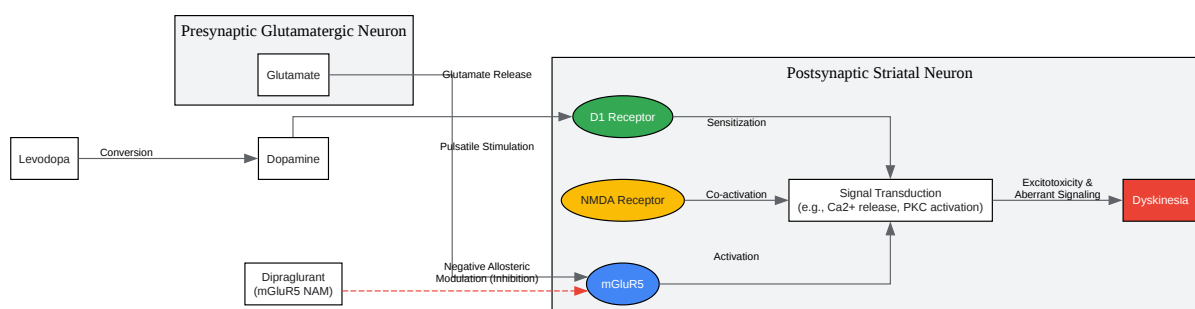 Presynaptic Glutamatergic Neuron
Glutamate
Glutamate Release
Postsynaptic Striatal Neuron
D1 Receptor
Sensitization
Levodopa
Conversion
Dopamine
Pulsatile Stimulation
NMDA Receptor
Co-activation
Signal Transduction
(e.g., Ca2+ release, PKC activation)
Excitotoxicity &
Aberrant Signaling
Dyskinesia
Dipraglurant
(mGluR5 NAM)
Negative Allosteric
Modulation (Inhibition)
mGluR5
Activation